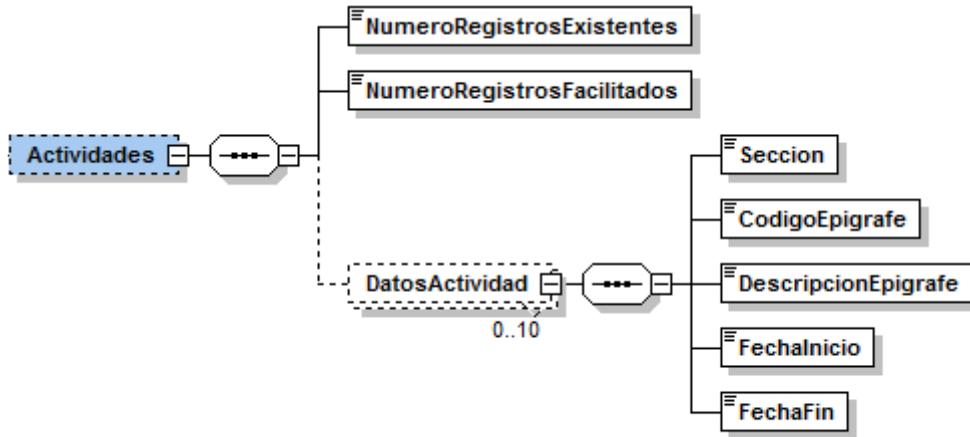 NumeroRegistrosExistentes
NumeroRegistrosFacilitados
Actividades
Seccion
CodigoEpigrafe
DatosActividad
DescripcionEpigrafe
0..10
FechaInicio
FechaFin